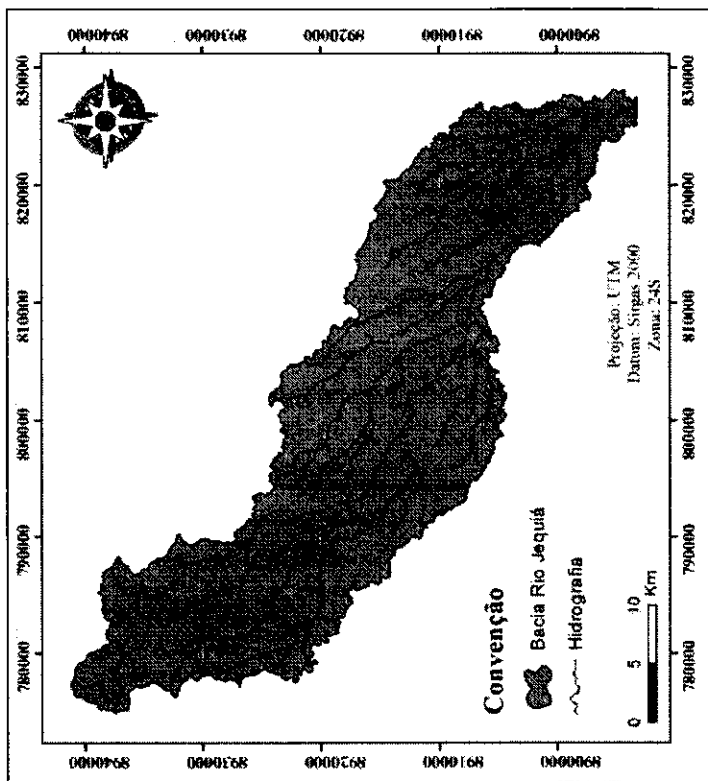 780000 790000 800000 810000 820000 830000
8940000 8940000
8930000 8930000
8920000 8920000
8910000 8910000
8900000 8900000
Convenção
Bacia Rio Jequiá
Hidrografia
0 5 10
Km
Projeção: UTM
Datum: Sirgas 2000
Zona: 24S
780000 790000 800000 810000 820000 830000